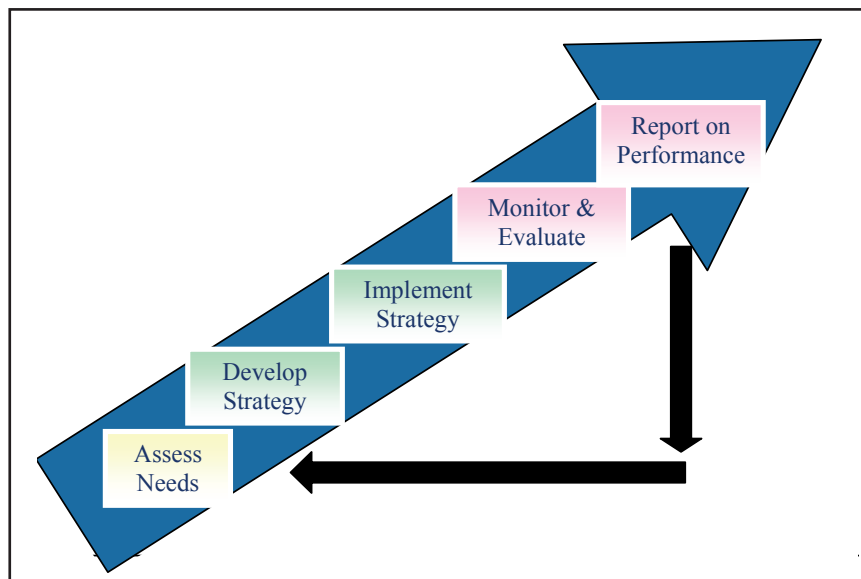 Report on
Performance
Monitor &
Evaluate
Implement
Strategy
Develop
Strategy
Assess
Needs